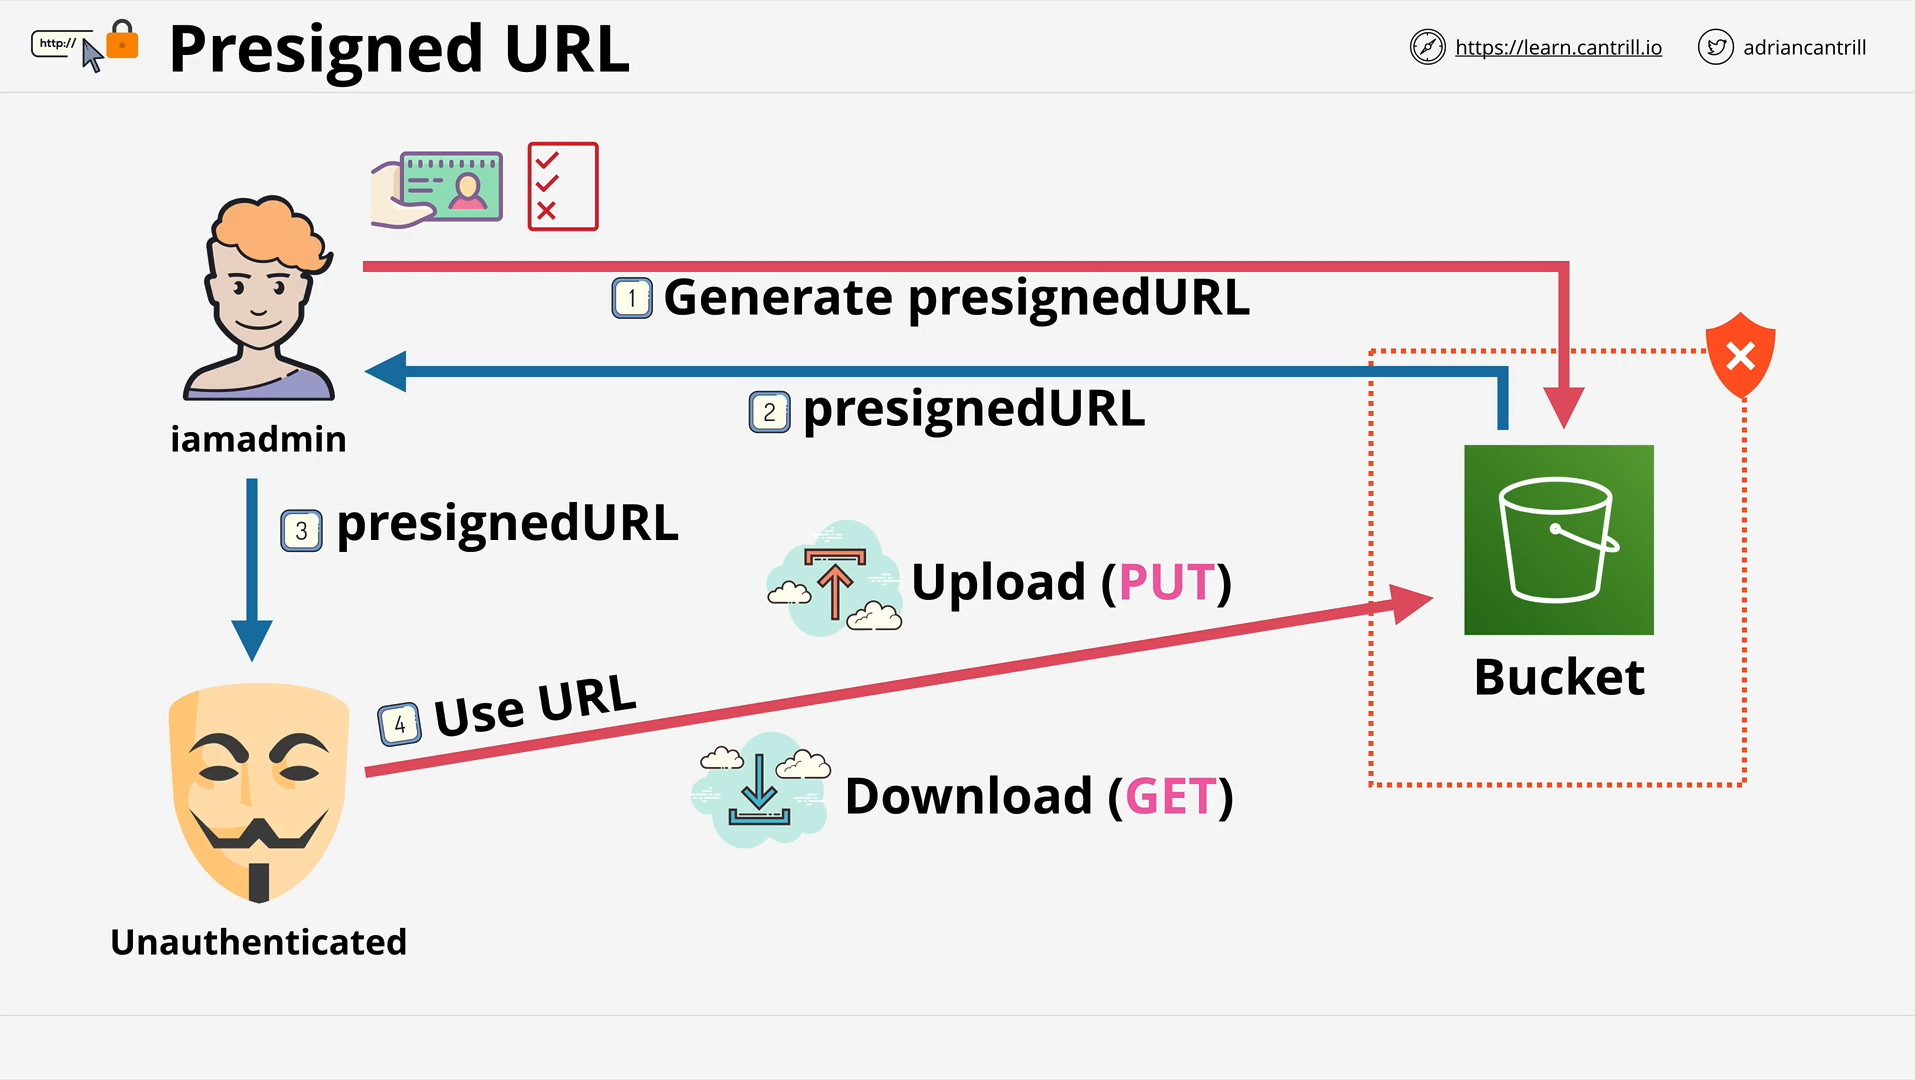 http://
Presigned URL
https://learn.cantrill.io
adriancantrill
1 Generate presignedURL
2 presignedURL
iamadmin
3 presignedURL
Upload (PUT)
Bucket
4 Use URL
Download (GET)
Unauthenticated